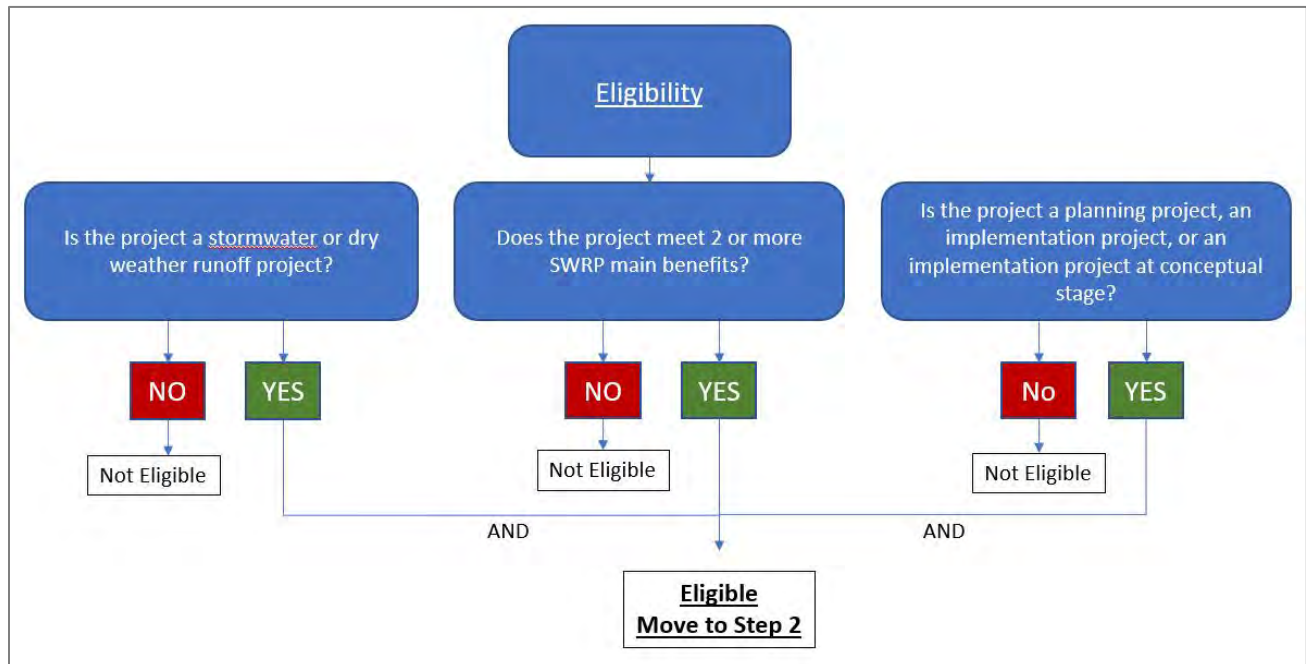 Eligibility
Is the project a stormwater or dry
weather runoff project?
Does the project meet 2 or more
SWRP main benefits?
Is the project a planning project, an
implementation project, or an
implementation project at conceptual
stage?
NO
YES
NO
YES
No
YES
Not Eligible
Not Eligible
Not Eligible
AND
AND
Eligible
Move to Step 2